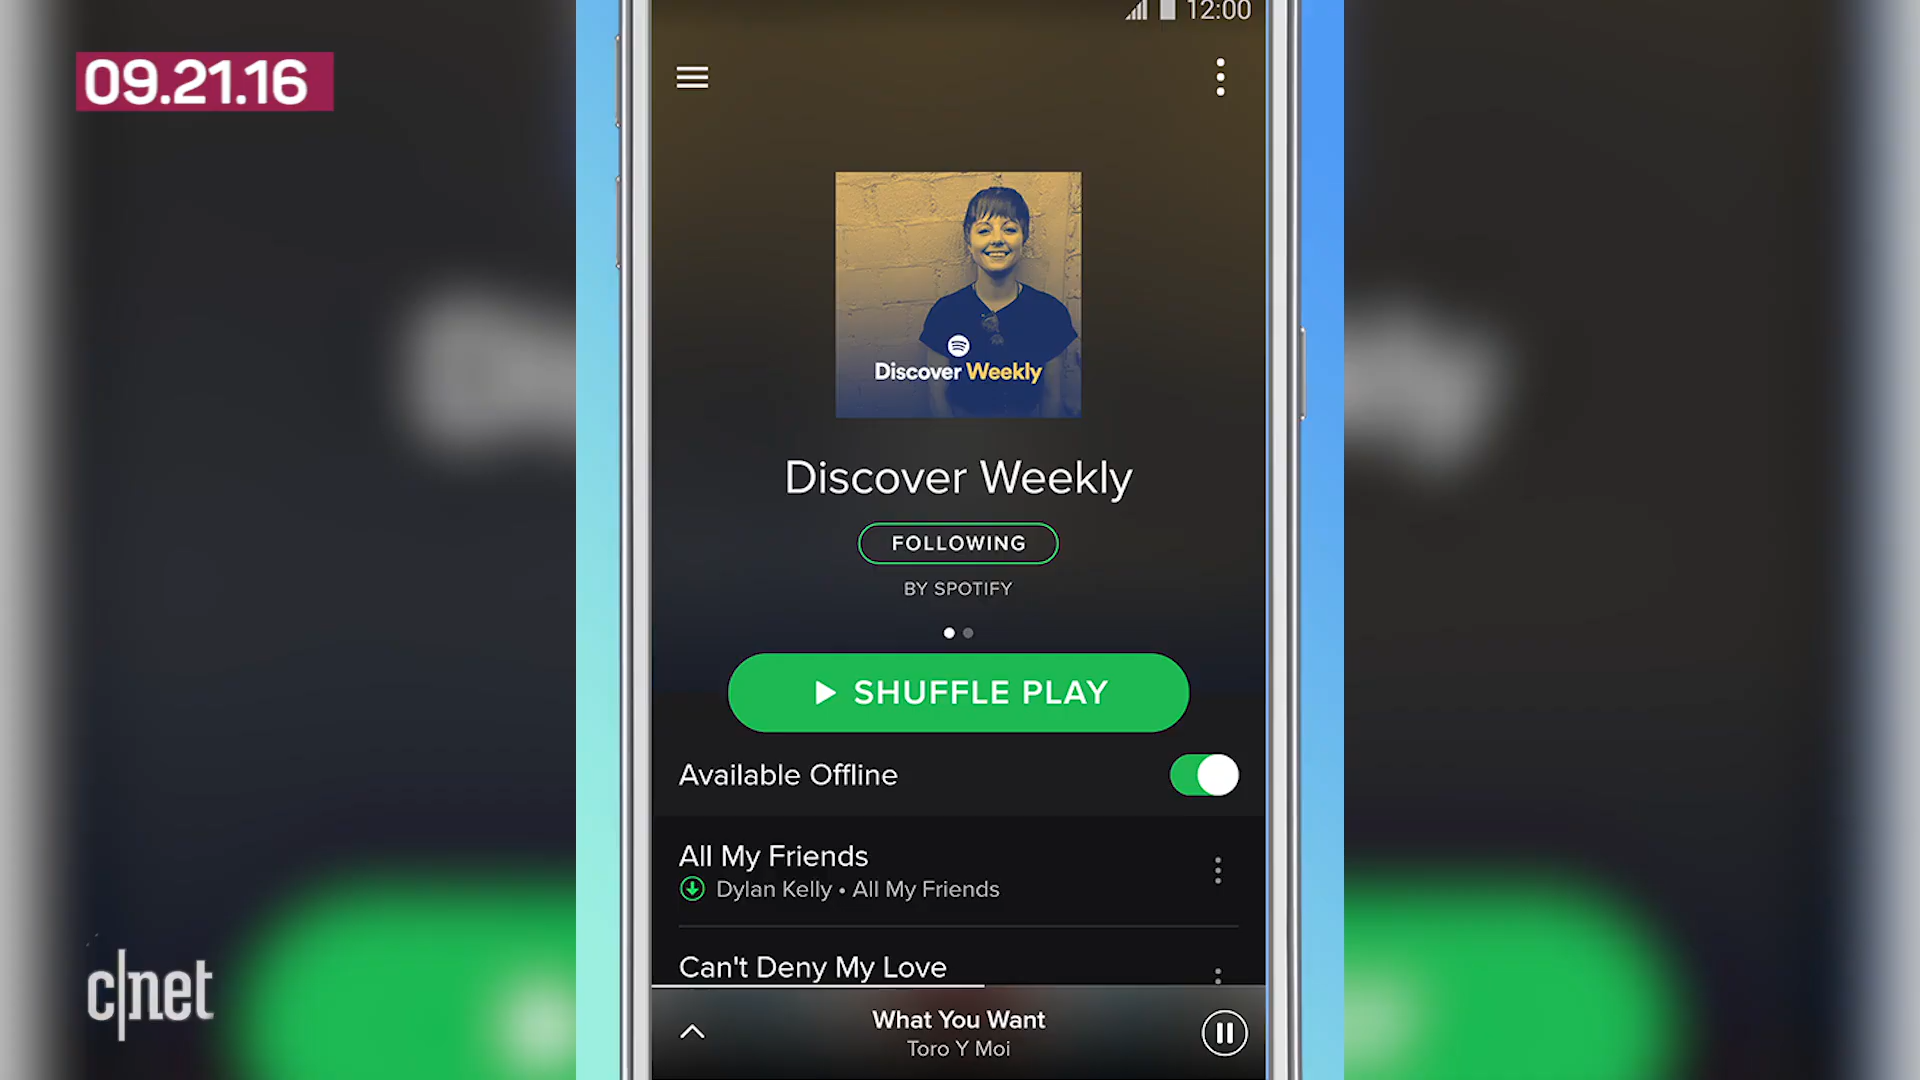 12:00
09.21.16
Discover Weekly
Discover Weekly
FOLLOWING
BY SPOTIFY
SHUFFLE PLAY
Available Offline
All My Friends
Dylan Kelly • All My Friends
Can't Deny My Love
What You Want
Toro Y Moi
c|net